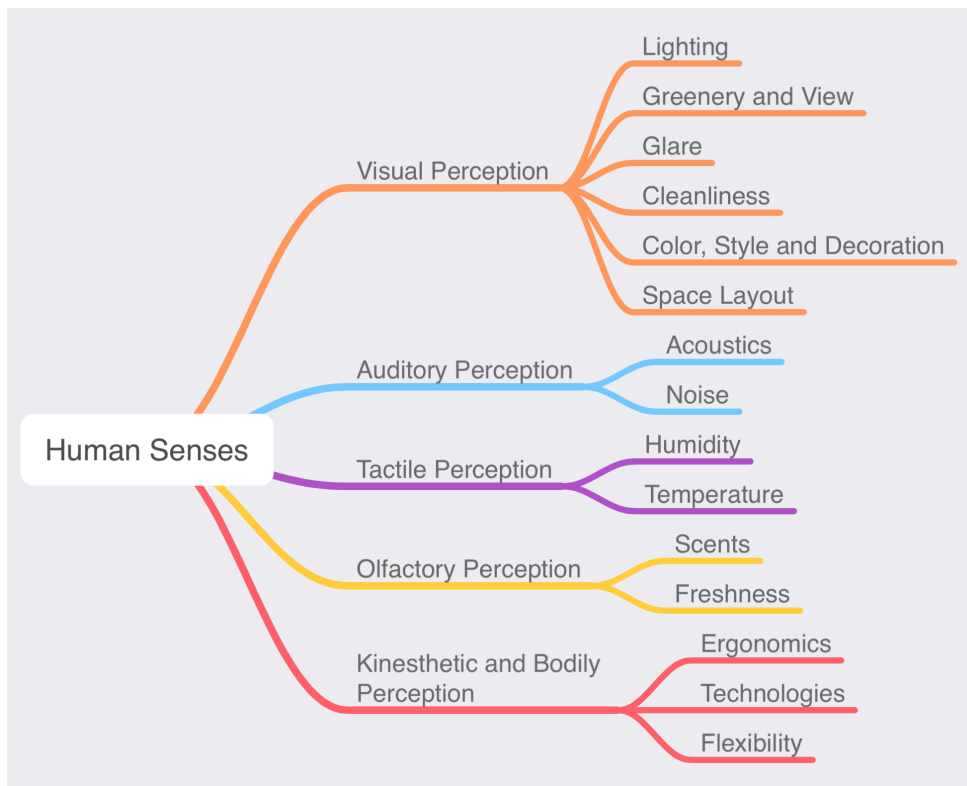 Human Senses
Visual Perception
Lighting
Greenery and View
Glare
Cleanliness
Color, Style and Decoration
Space Layout
Auditory Perception
Acoustics
Noise
Tactile Perception
Humidity
Temperature
Olfactory Perception
Scents
Freshness
Kinesthetic and Bodily
Perception
Ergonomics
Technologies
Flexibility